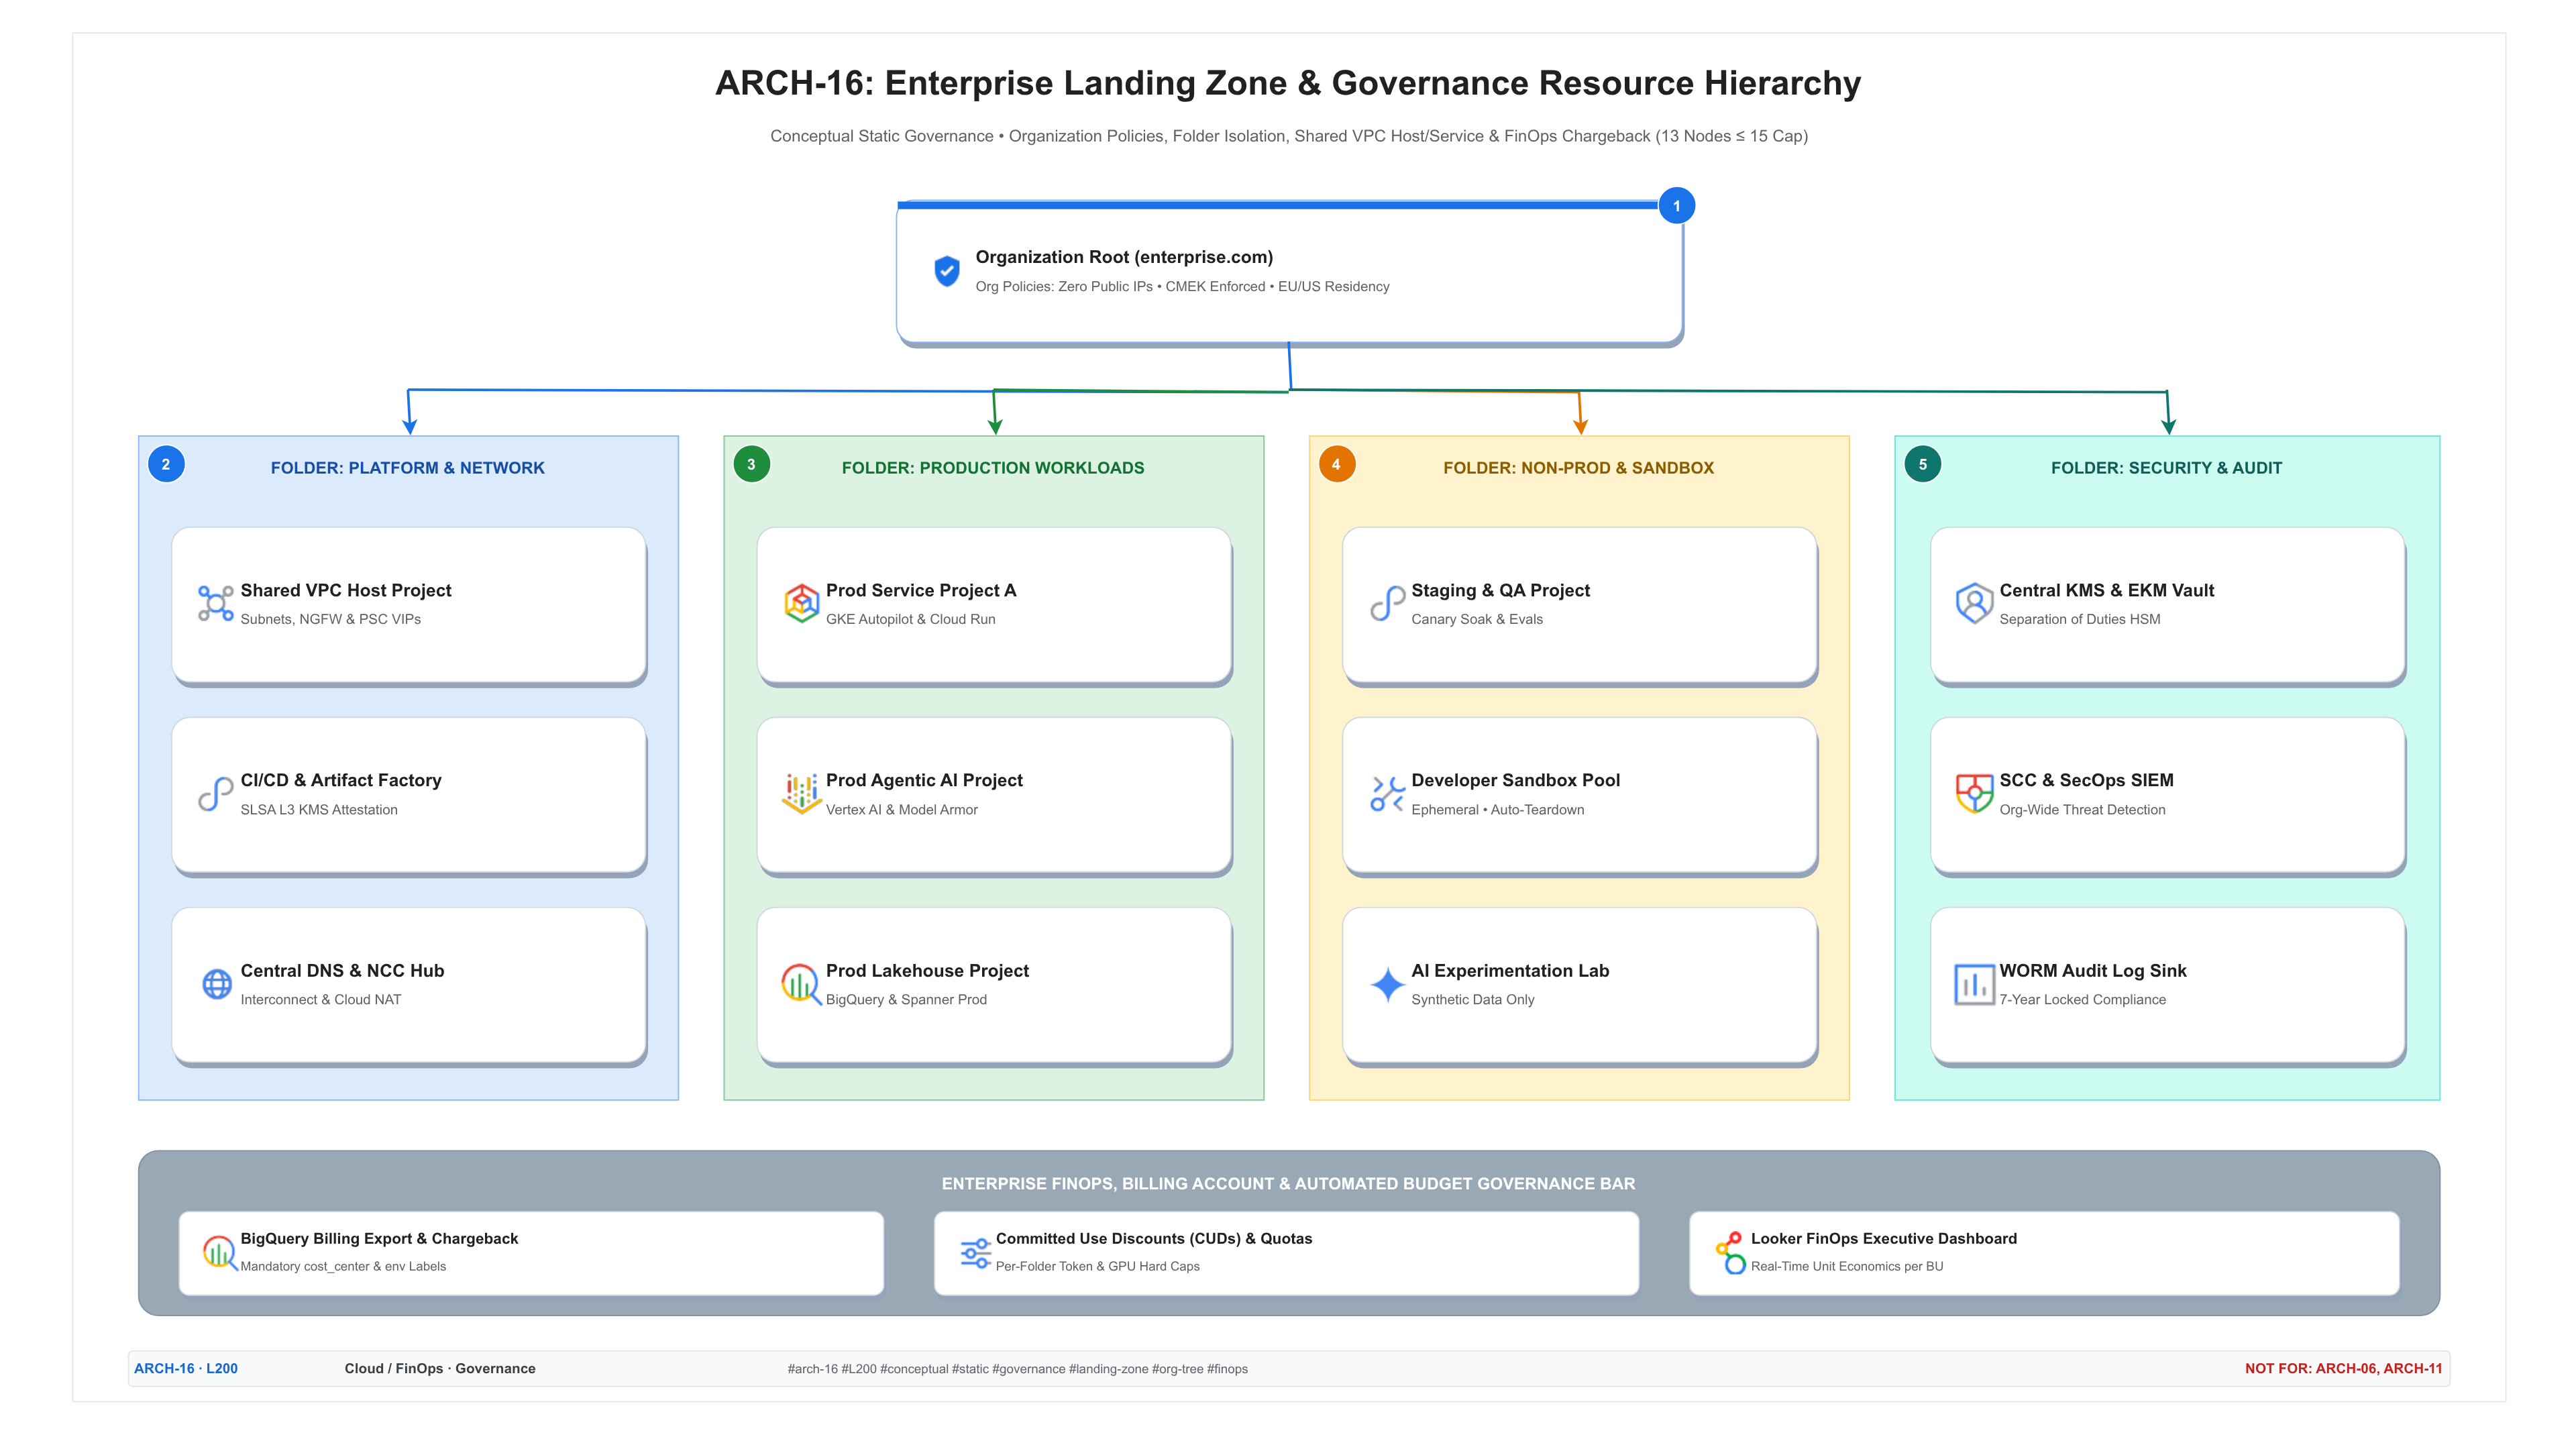 ARCH-16: Enterprise Landing Zone & Governance Resource Hierarchy
Conceptual Static Governance • Organization Policies, Folder Isolation, Shared VPC Host/Service & FinOps Chargeback (13 Nodes ≤ 15 Cap)
1
Organization Root (enterprise.com)
Org Policies: Zero Public IPs • CMEK Enforced • EU/US Residency
2
FOLDER: PLATFORM & NETWORK
Shared VPC Host Project
Subnets, NGFW & PSC VIPs
CI/CD & Artifact Factory
SLSA L3 KMS Attestation
Central DNS & NCC Hub
Interconnect & Cloud NAT
3
FOLDER: PRODUCTION WORKLOADS
Prod Service Project A
GKE Autopilot & Cloud Run
Prod Agentic AI Project
Vertex AI & Model Armor
Prod Lakehouse Project
BigQuery & Spanner Prod
4
FOLDER: NON-PROD & SANDBOX
Staging & QA Project
Canary Soak & Evals
Developer Sandbox Pool
Ephemeral • Auto-Teardown
AI Experimentation Lab
Synthetic Data Only
5
FOLDER: SECURITY & AUDIT
Central KMS & EKM Vault
Separation of Duties HSM
SCC & SecOps SIEM
Org-Wide Threat Detection
WORM Audit Log Sink
7-Year Locked Compliance
ENTERPRISE FINOPS, BILLING ACCOUNT & AUTOMATED BUDGET GOVERNANCE BAR
BigQuery Billing Export & Chargeback
Mandatory cost_center & env Labels
Committed Use Discounts (CUDs) & Quotas
Per-Folder Token & GPU Hard Caps
Looker FinOps Executive Dashboard
Real-Time Unit Economics per BU
ARCH-16 · L200
Cloud / FinOps · Governance
#arch-16 #L200 #conceptual #static #governance #landing-zone #org-tree #finops
NOT FOR: ARCH-06, ARCH-11